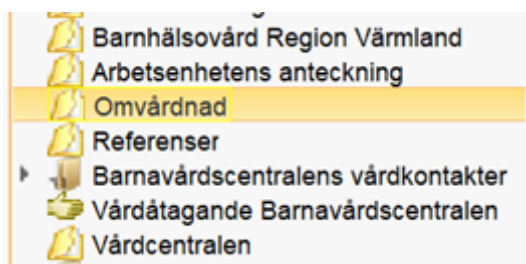 Barnhälsovård Region Värmland
Arbetsenhetens anteckning
Omvårdnad
Referenser
Barnavårdscentralens vårdkontakter
Vårdåtagande Barnavårdscentralen
Vårdcentralen